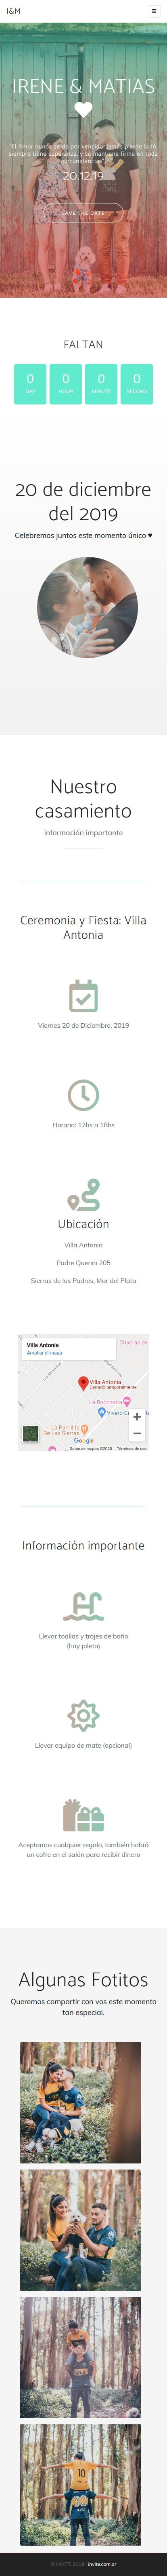 I&M
IRENE & MATIAS
"El Amor nunca se da por vencido, jamás pierde la fe,
siempre tiene esperanza, y se mantiene firme en toda
circunstancias"
20.12.19
SAVE THE DATE
FALTAN
0 0 0 0
DAY HOUR MINUTE SECOND
20 de diciembre
del 2019
Celebremos juntos este momento único ♥
Nuestro
casamiento
información importante
Ceremonia y Fiesta: Villa
Antonia
Viernes 20 de Diciembre, 2019
Horario: 12hs a 18hs
Ubicación
Villa Antonia
Padre Querini 205
Sierras de los Padres, Mar del Plata
Villa Antonia
Ampliar el mapa
Chacras de
Villa Antonia
Cerrado temporalmente
La Rocchetta
Vivero C
La Parrillita
De Las Sierras
Google
Datos de mapas ©2020 Términos de uso
Información importante
Llevar toallas y trajes de baño
(hay pileta)
Llevar equipo de mate (opcional)
Aceptamos cualquier regalo, también habrá
un cofre en el salón para recibir dinero
Algunas Fotitos
Queremos compartir con vos este momento
tan especial.
10
© INVITE 2019 | invite.com.ar